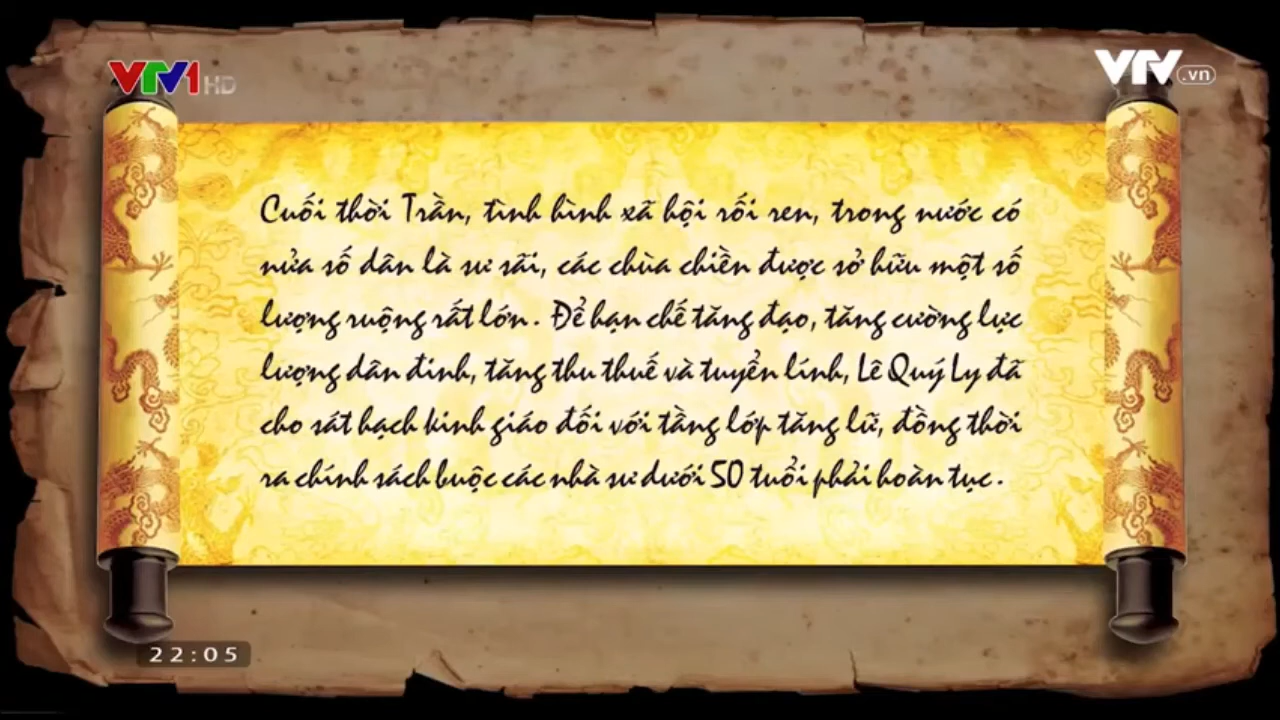 VTV1 HD
VTV.vn
Cuối thời Trần, tình hình xã hội rối ren, trong nước có
nửa số dân là sư sãi, các chùa chiền được sở hữu một số
lượng ruộng rất lớn. Để hạn chế tăng đạo, tăng cường lực
lượng dân đinh, tăng thu thuế và tuyển lính, Lê Quý Ly đã
cho sát hạch kinh giáo đối với tầng lớp tăng lữ, đồng thời
ra chính sách buộc các nhà sư dưới 50 tuổi phải hoàn tục.
22:05